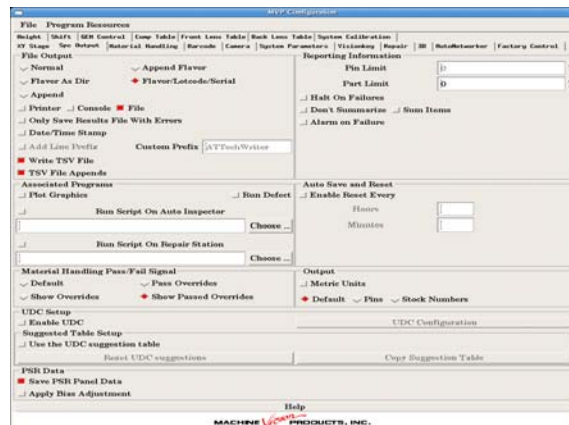 MVP Configuration
File Program Resources
Height Shift GEM Control Comp Table Front Lens Table Back Lens Table System Calibration
XY Stage Spc Output Material Handling Barcode Camera System Parameters Visionkey Repair 3D AutoNetworker Factory Control
File Output
Reporting Information
Normal Append Flavor
Pin Limit 0
Flavor As Dir Flavor/Lotcode/Serial
Part Limit 0
Append
Halt On Failures
Printer Console File
Don't Summarize Sum Items
Only Save Results File With Errors
Alarm on Failure
Date/Time Stamp
Add Line Prefix Custom Prefix ATTechWriter
Write TSV File
TSV File Appends
Associated Programs
Auto Save and Reset
Plot Graphics Run Defect
Enable Reset Every
Run Script On Auto Inspector
Hours
Choose ...
Minutes
Run Script On Repair Station
Choose ...
Material Handling Pass/Fail Signal
Output
Default Pass Overrides
Metric Units
Show Overrides Show Passed Overrides
Default Pins Stock Numbers
UDC Setup
Enable UDC
UDC Configuration
Suggested Table Setup
Use the UDC suggestion table
Reset UDC suggestions
Copy Suggestion Table
PSR Data
Save PSR Panel Data
Apply Bias Adjustment
Help
MACHINE Vision PRODUCTS, INC.